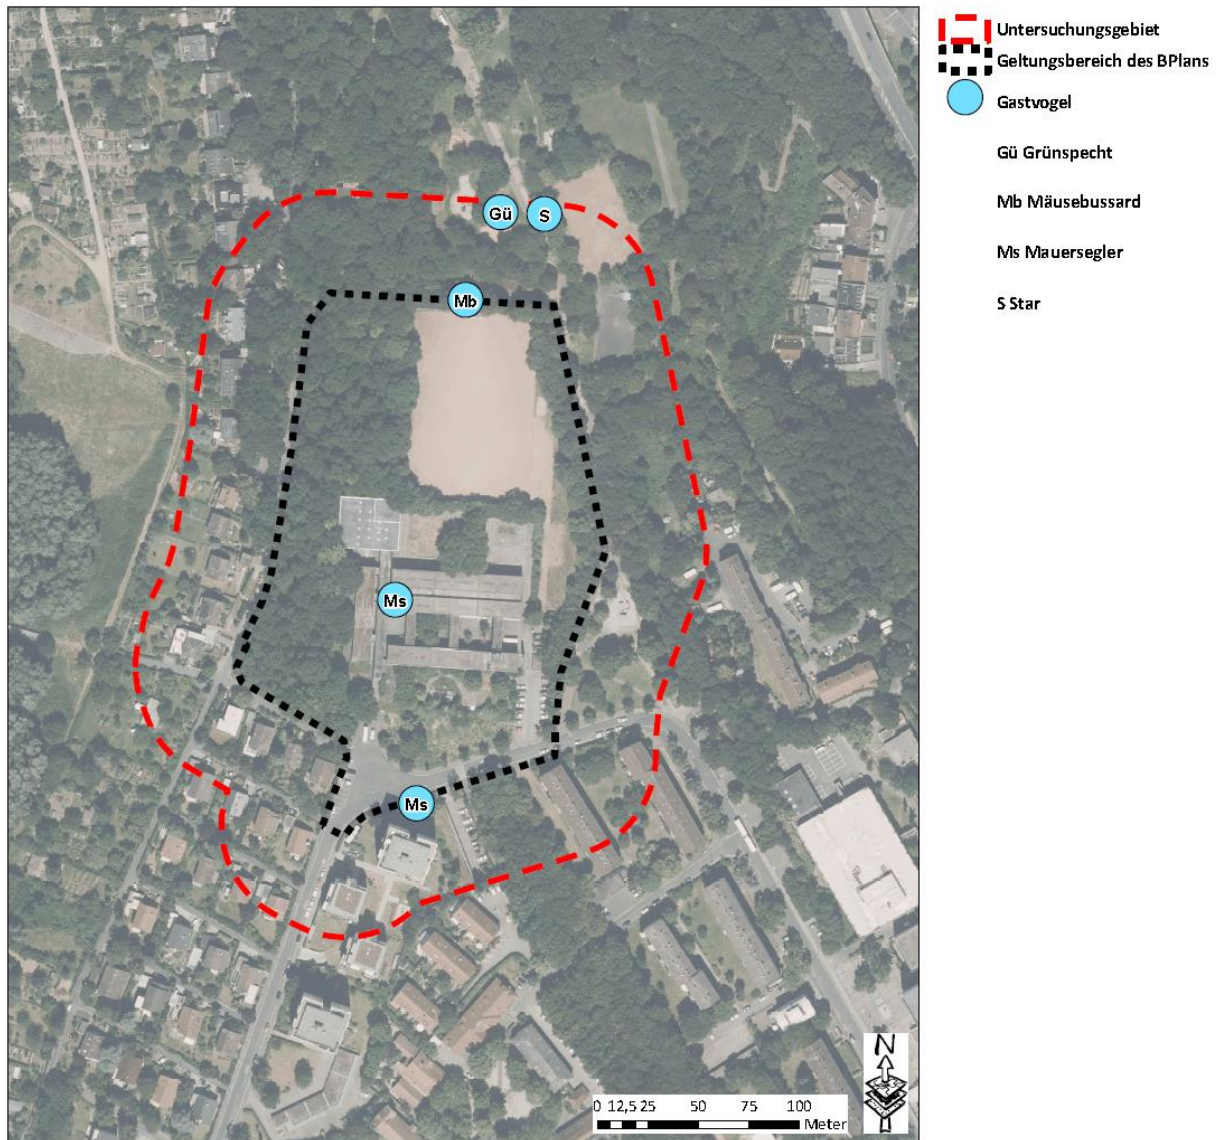 Untersuchungsgebiet
Geltungsbereich des BPlans
Gastvogel
Gü Grünspecht
Mb Mäusebussard
Ms Mauersegler
S Star
Gü
S
Mb
Ms
Ms
N
0 12,5 25 50 75 100
Meter